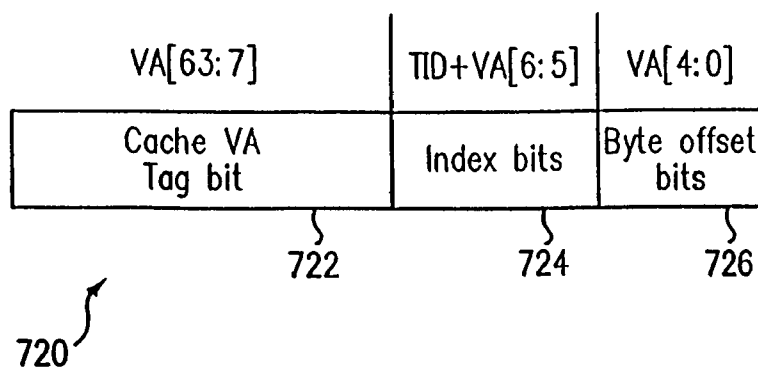 VA[63:7] TID+VA[6:5] VA[4:0]
Cache VA
Tag bit
Index bits
Byte offset
bits
722 724 726
720